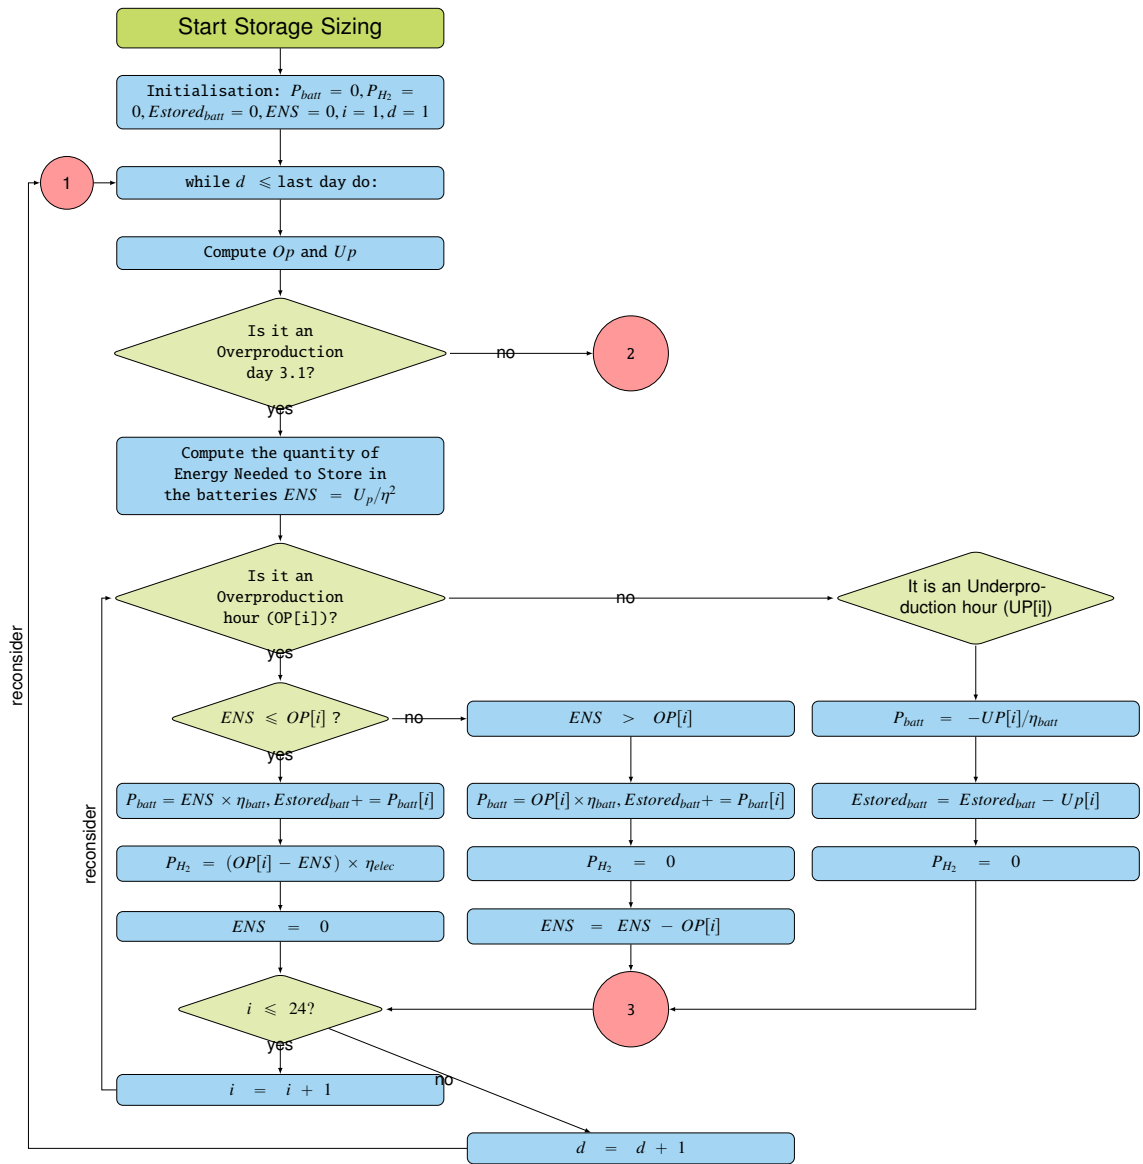 Start Storage Sizing
Initialisation: P_batt = 0, P_H₂ =
0, Estored_batt = 0, ENS = 0, i = 1, d = 1
1
while d ⩽ last day do:
Compute Op and Up
Is it an
Overproduction
day 3.1?
no
2
yes
Compute the quantity of
Energy Needed to Store in
the batteries ENS = U_p/η²
Is it an
Overproduction
hour (OP[i])?
no
It is an Underpro-
duction hour (UP[i])
yes
reconsider
ENS ⩽ OP[i] ?
no
ENS > OP[i]
P_batt = −UP[i]/η_batt
yes
P_batt = ENS × η_batt, Estored_batt+ = P_batt[i]
P_batt = OP[i] × η_batt, Estored_batt+ = P_batt[i]
Estored_batt = Estored_batt − Up[i]
reconsider
P_H₂ = (OP[i] − ENS) × η_elec
P_H₂ = 0
P_H₂ = 0
ENS = 0
ENS = ENS − OP[i]
i ⩽ 24?
3
yes
no
i = i + 1
d = d + 1